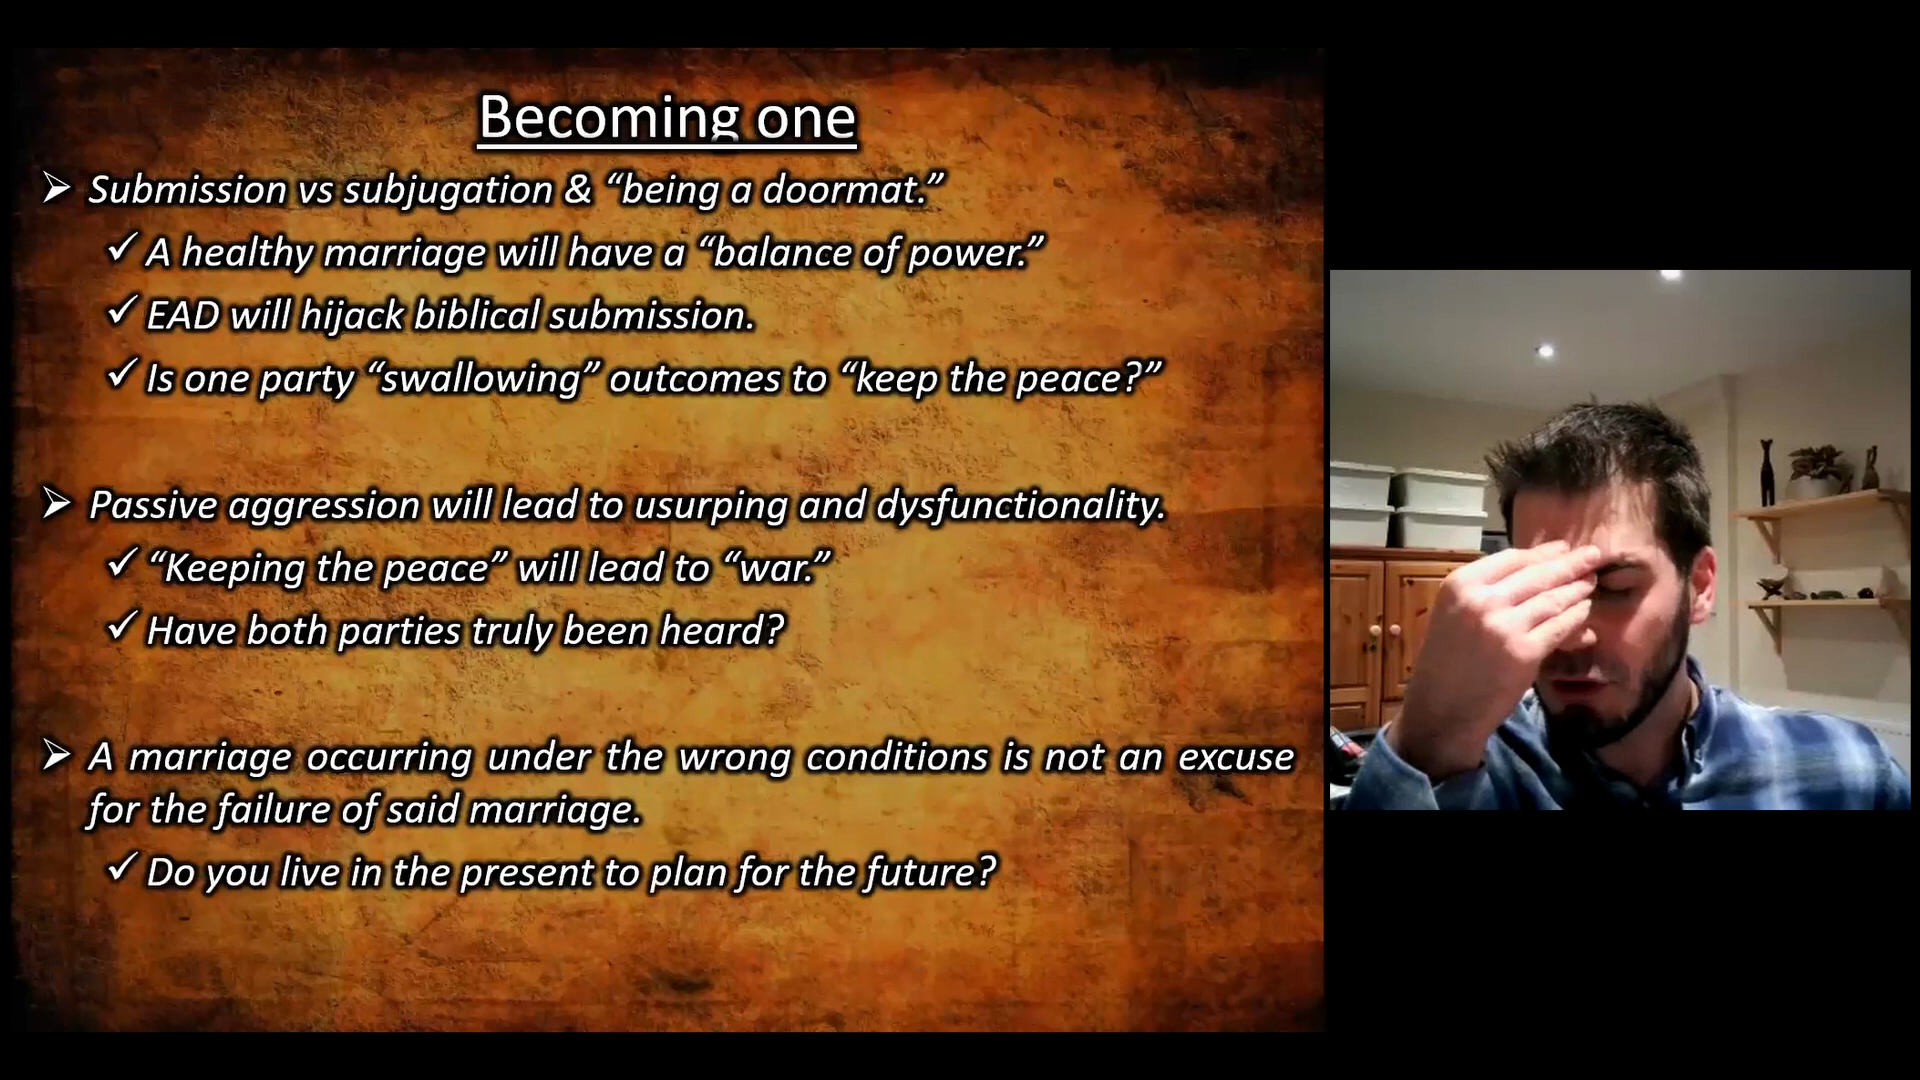 Becoming one
➢ Submission vs subjugation & “being a doormat.”
✓ A healthy marriage will have a “balance of power.”
✓ EAD will hijack biblical submission.
✓ Is one party “swallowing” outcomes to “keep the peace?”
➢ Passive aggression will lead to usurping and dysfunctionality.
✓ “Keeping the peace” will lead to “war.”
✓ Have both parties truly been heard?
➢ A marriage occurring under the wrong conditions is not an excuse
for the failure of said marriage.
✓ Do you live in the present to plan for the future?